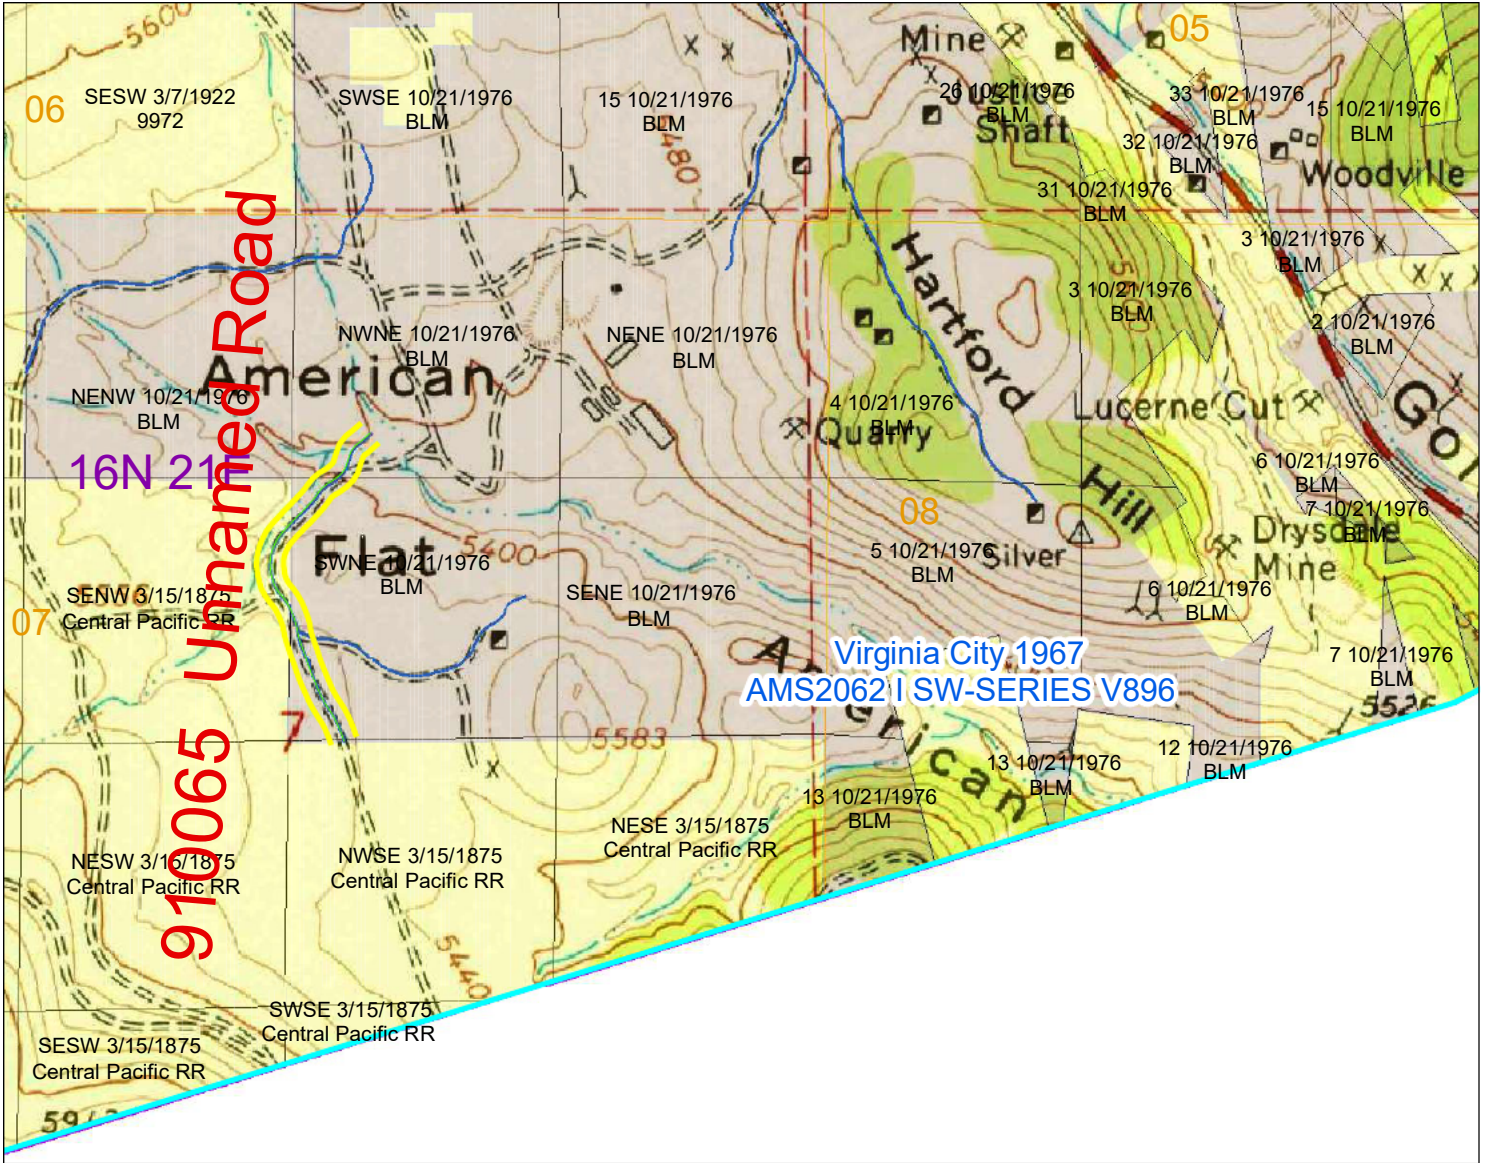 5600
06
SESW 3/7/1922
9972
SWSE 10/21/1976
BLM
15 10/21/1976
BLM
5480
Mine
05
26 10/21/1976
BLM
Justice
Shaft
33 10/21/1976
BLM
15 10/21/1976
BLM
32 10/21/1976
BLM
Woodville
31 10/21/1976
BLM
3 10/21/1976
BLM
3 10/21/1976
BLM
2 10/21/1976
BLM
Hartford
Hill
NWNE 10/21/1976
BLM
NENE 10/21/1976
BLM
American
Flat
NENW 10/21/1976
BLM
4 10/21/1976
BLM
Quarry
Lucerne Cut
Gol
16N 21E
910065 Unnamed Road
6 10/21/1976
BLM
7 10/21/1976
BLM
08
Drysdale
Mine
5400
SWNE 10/21/1976
BLM
5 10/21/1976
BLM
Silver
SENE 10/21/1976
BLM
6 10/21/1976
BLM
SENW 3/15/1875
Central Pacific RR
07
Virginia City 1967
AMS2062 I SW-SERIES V896
7 10/21/1976
BLM
5526
7
5583
American
13 10/21/1976
BLM
12 10/21/1976
BLM
13 10/21/1976
BLM
NESE 3/15/1875
Central Pacific RR
NESW 3/15/1875
Central Pacific RR
NWSE 3/15/1875
Central Pacific RR
5440
SWSE 3/15/1875
Central Pacific RR
SESW 3/15/1875
Central Pacific RR